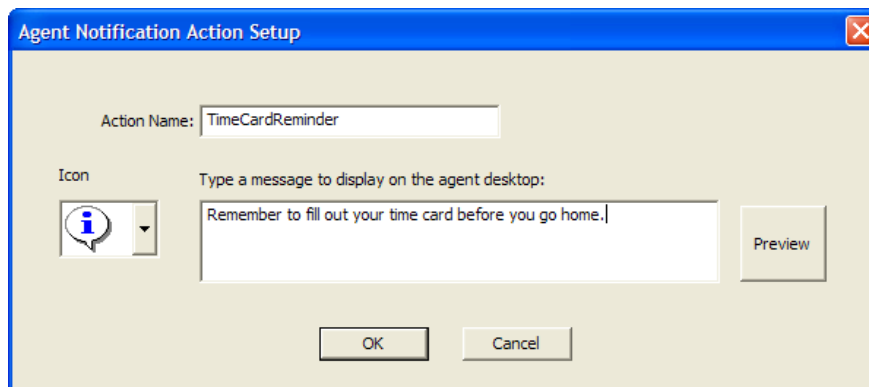 Agent Notification Action Setup
Action Name: TimeCardReminder
Icon
Type a message to display on the agent desktop:
Remember to fill out your time card before you go home.
Preview
OK
Cancel